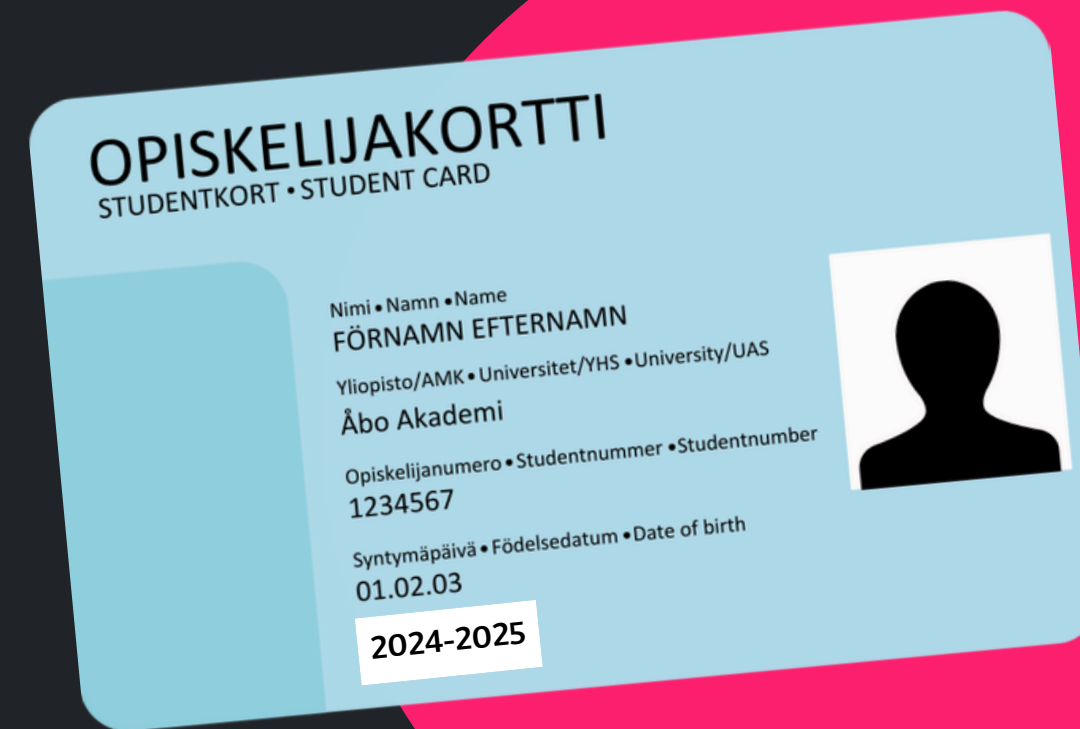 OPISKELIJAKORTTI
STUDENTKORT • STUDENT CARD
Nimi • Namn • Name
FÖRNAMN EFTERNAMN
Yliopisto/AMK • Universitet/YHS • University/UAS
Åbo Akademi
Opiskelijanumero • Studentnummer • Studentnumber
1234567
Syntymäpäivä • Födelsedatum • Date of birth
01.02.03
2024-2025